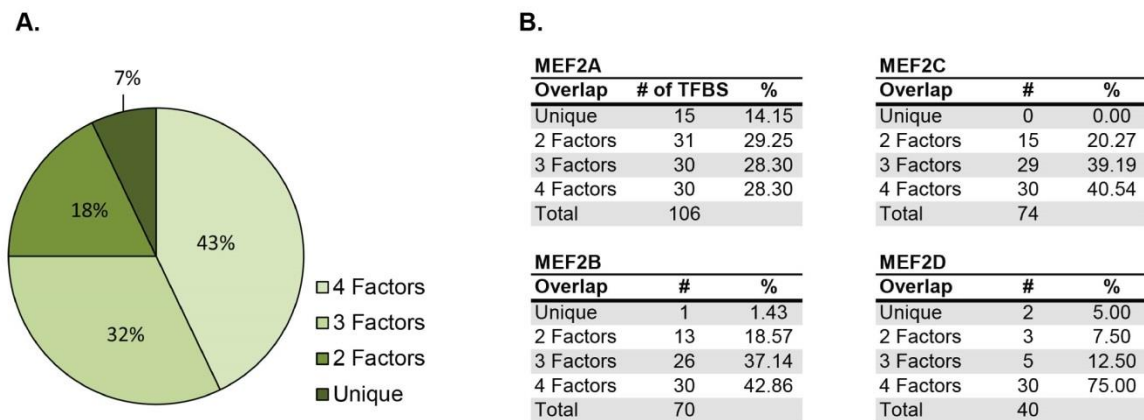 A.
7%
18%
43%
32%
4 Factors
3 Factors
2 Factors
Unique
B.
MEF2A
Overlap # of TFBS %
Unique 15 14.15
2 Factors 31 29.25
3 Factors 30 28.30
4 Factors 30 28.30
Total 106
MEF2C
Overlap # %
Unique 0 0.00
2 Factors 15 20.27
3 Factors 29 39.19
4 Factors 30 40.54
Total 74
MEF2B
Overlap # %
Unique 1 1.43
2 Factors 13 18.57
3 Factors 26 37.14
4 Factors 30 42.86
Total 70
MEF2D
Overlap # %
Unique 2 5.00
2 Factors 3 7.50
3 Factors 5 12.50
4 Factors 30 75.00
Total 40